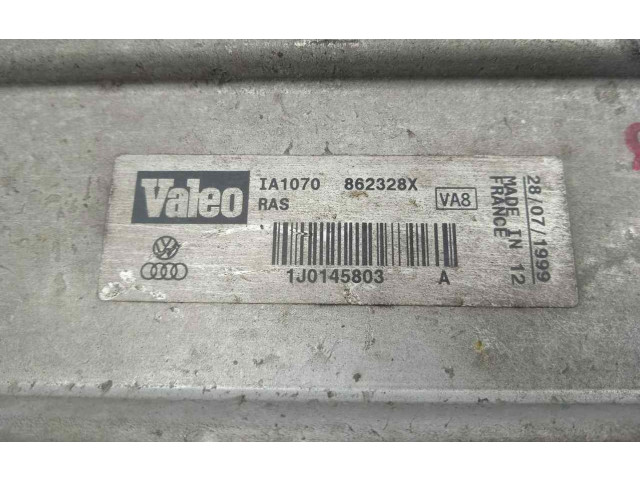 Valeo
IA1070 862328X
RAS
VA8
1J0145803 A
MADE IN 12
FRANCE
28/07/1999